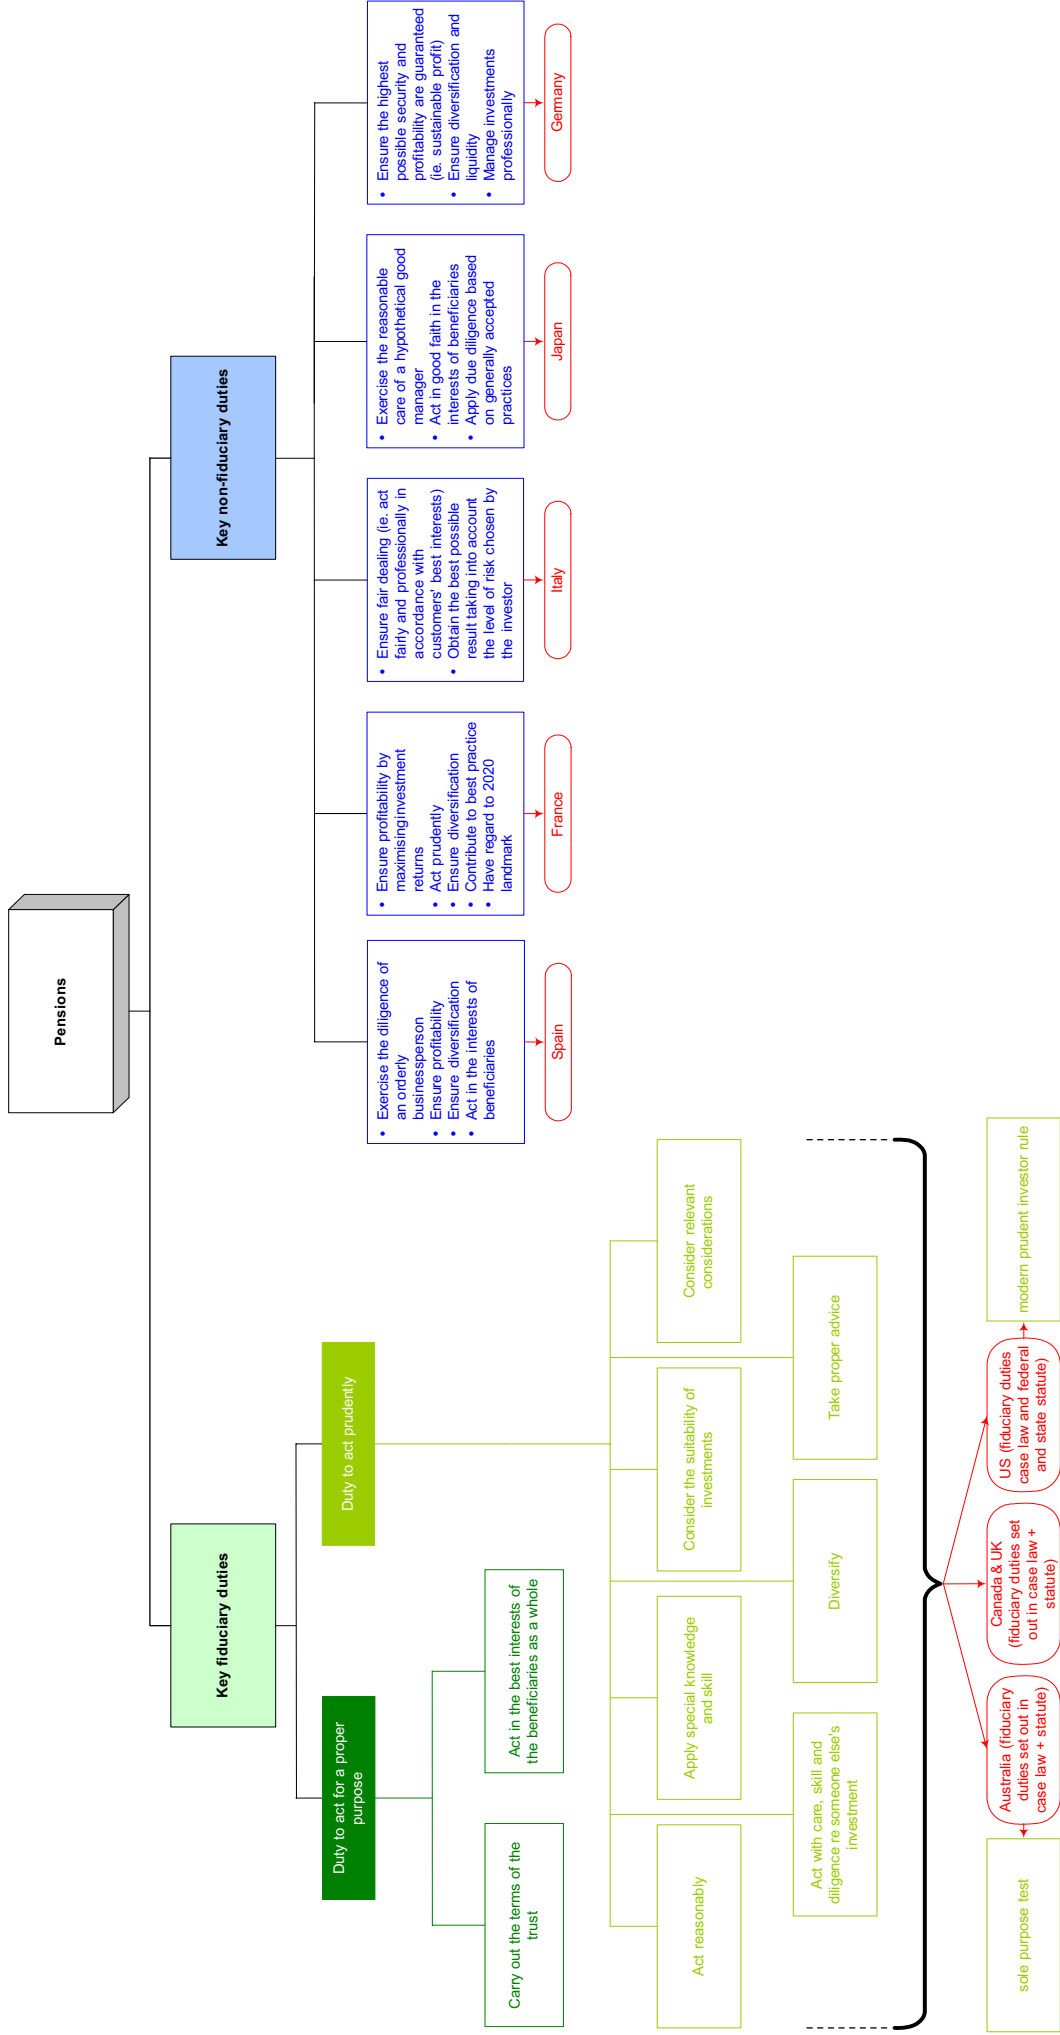 Pensions
Key fiduciary duties
Key non-fiduciary duties
Duty to act for a proper
purpose
Duty to act prudently
• Exercise the diligence of
an orderly
businessperson
• Ensure profitability
• Ensure diversification
• Act in the interests of
beneficiaries
• Ensure profitability by
maximisinginvestment
returns
• Act prudently
• Ensure diversification
• Contribute to best practice
• Have regard to 2020
landmark
• Ensure fair dealing (ie. act
fairly and professionally in
accordance with
customers' best interests)
• Obtain the best possible
result taking into account
the level of risk chosen by
the investor
• Exercise the reasonable
care of a hypothetical good
manager
• Act in good faith in the
interests of beneficiaries
• Apply due diligence based
on generally accepted
practices
• Ensure the highest
possible security and
profitability are guaranteed
(ie. sustainable profit)
• Ensure diversification and
liquidity
• Manage investments
professionally
Spain
France
Italy
Japan
Germany
Carry out the terms of the
trust
Act in the best interests of
the beneficiaries as a whole
Act reasonably
Apply special knowledge
and skill
Consider the suitability of
investments
Consider relevant
considerations
Act with care, skill and
diligence re someone else's
investment
Diversify
Take proper advice
sole purpose test
Australia (fiduciary
duties set out in
case law + statute)
Canada & UK
(fiduciary duties set
out in case law +
statute)
US (fiduciary duties
case law and federal
and state statute)
modern prudent investor rule